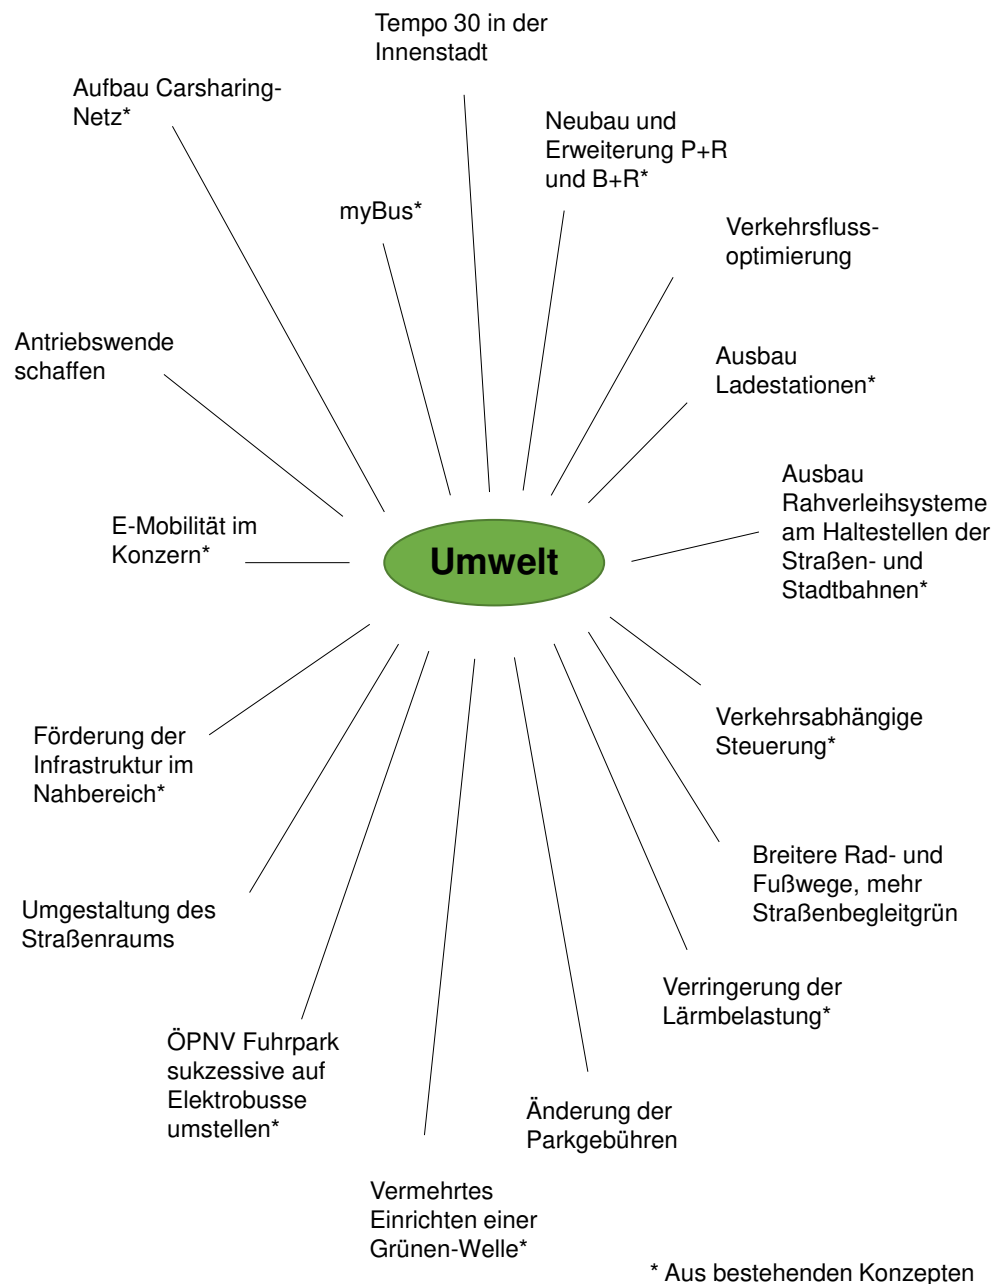 Tempo 30 in der
Innenstadt
Aufbau Carsharing-
Netz*
Neubau und
Erweiterung P+R
und B+R*
myBus*
Verkehrsfluss-
optimierung
Antriebswende
schaffen
Ausbau
Ladestationen*
Ausbau
Rahverleihsysteme
am Haltestellen der
Straßen- und
Stadtbahnen*
E-Mobilität im
Konzern*
Umwelt
Förderung der
Infrastruktur im
Nahbereich*
Verkehrsabhängige
Steuerung*
Breitere Rad- und
Fußwege, mehr
Straßenbegleitgrün
Umgestaltung des
Straßenraums
Verringerung der
Lärmbelastung*
ÖPNV Fuhrpark
sukzessive auf
Elektrobusse
umstellen*
Änderung der
Parkgebühren
Vermehrtes
Einrichten einer
Grünen-Welle*
* Aus bestehenden Konzepten